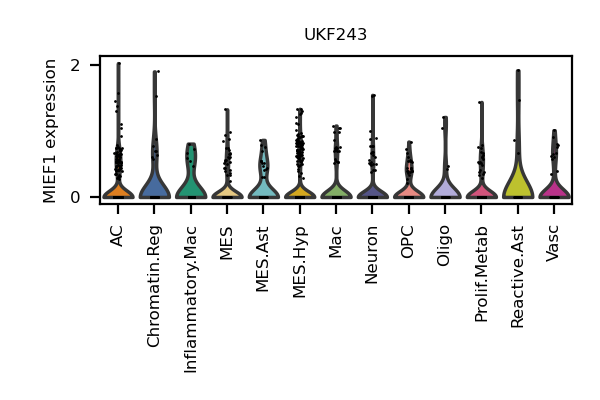 UKF243
MIEF1 expression
2
0
AC
Chromatin.Reg
Inflammatory.Mac
MES
MES.Ast
MES.Hyp
Mac
Neuron
OPC
Oligo
Prolif.Metab
Reactive.Ast
Vasc